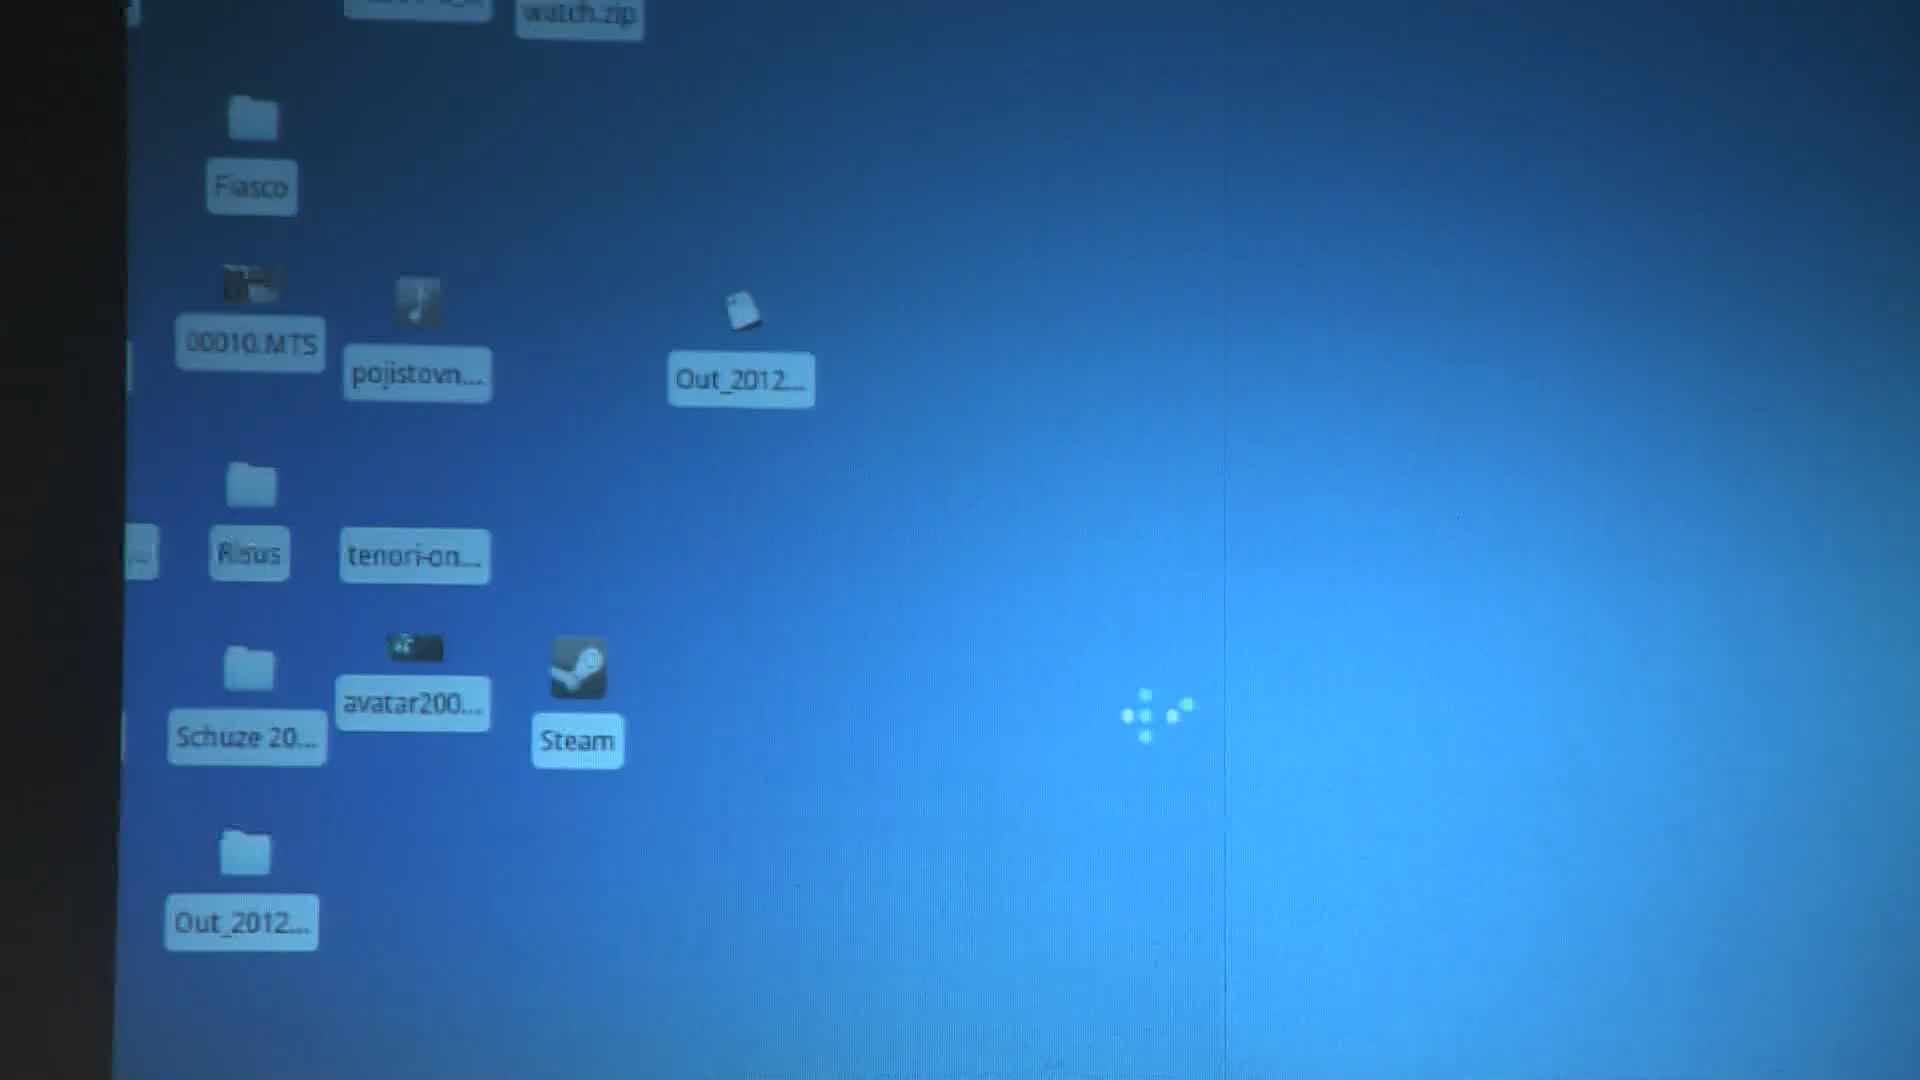 watch.zip
Fiasco
00010.MTS
pojistovn...
Out_2012...
...
Risus
tenori-on...
Schuze 20...
avatar200...
Steam
Out_2012...